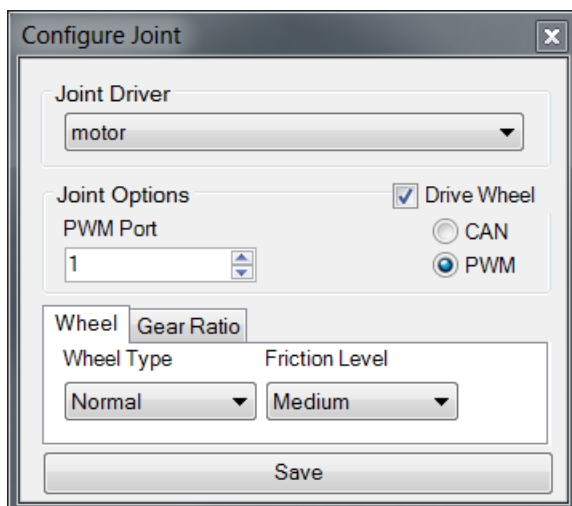 Configure Joint
Joint Driver
motor
Joint Options
Drive Wheel
PWM Port
CAN
1
PWM
Wheel
Gear Ratio
Wheel Type
Friction Level
Normal
Medium
Save